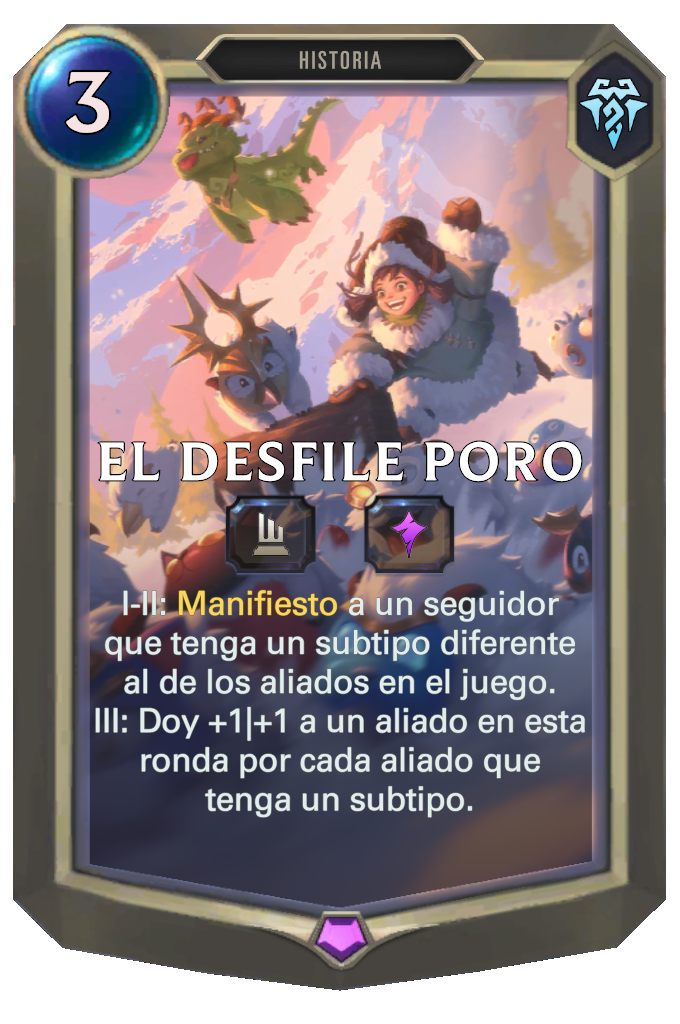 3
HISTORIA
EL DESFILE PORO
I-II: Manifiesto a un seguidor
que tenga un subtipo diferente
al de los aliados en el juego.
III: Doy +1|+1 a un aliado en esta
ronda por cada aliado que
tenga un subtipo.